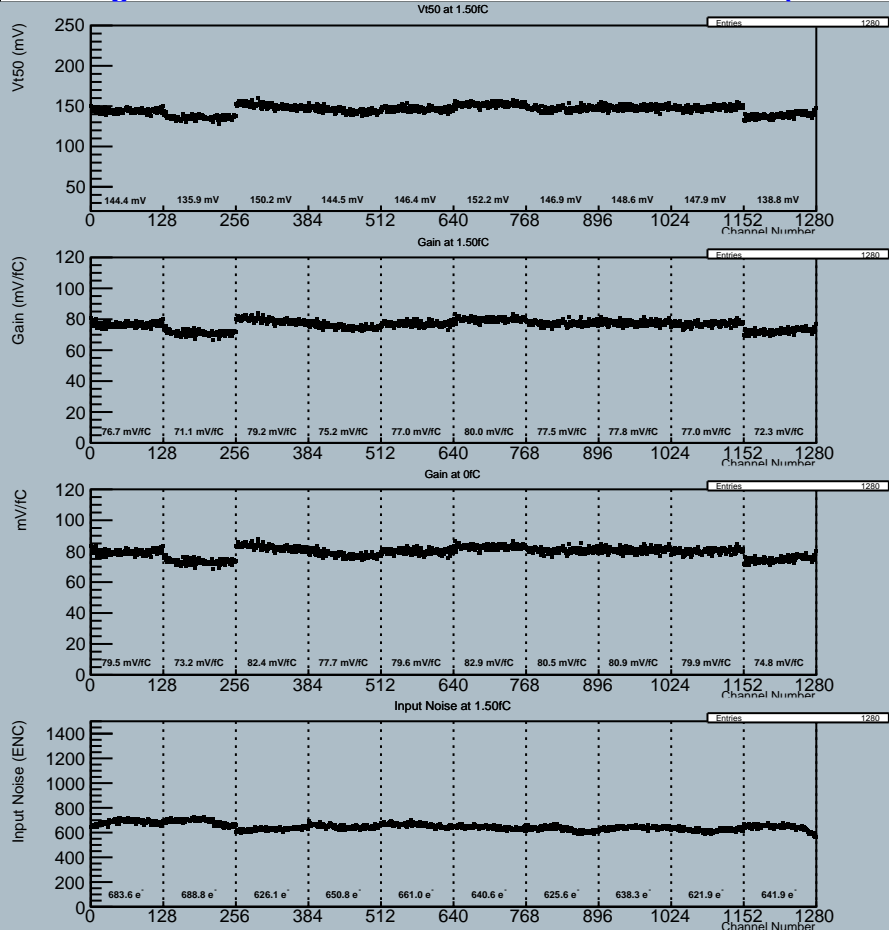 Vt50 at 1.50fC
Entries 1280
Vt50 (mV)
250
200
150
100
50
144.4 mV 135.9 mV 150.2 mV 144.5 mV 146.4 mV 152.2 mV 146.9 mV 148.6 mV 147.9 mV 138.8 mV
0 128 256 384 512 640 768 896 1024 1152 1280
Channel Number
Gain at 1.50fC
Entries 1280
Gain (mV/fC)
120
100
80
60
40
20
0
76.7 mV/fC 71.1 mV/fC 79.2 mV/fC 75.2 mV/fC 77.0 mV/fC 80.0 mV/fC 77.5 mV/fC 77.8 mV/fC 77.0 mV/fC 72.3 mV/fC
0 128 256 384 512 640 768 896 1024 1152 1280
Channel Number
Gain at 0fC
Entries 1280
mV/fC
120
100
80
60
40
20
0
79.5 mV/fC 73.2 mV/fC 82.4 mV/fC 77.7 mV/fC 79.6 mV/fC 82.9 mV/fC 80.5 mV/fC 80.9 mV/fC 79.9 mV/fC 74.8 mV/fC
0 128 256 384 512 640 768 896 1024 1152 1280
Channel Number
Input Noise at 1.50fC
Entries 1280
Input Noise (ENC)
1400
1200
1000
800
600
400
200
0
683.6 e⁻ 688.8 e⁻ 626.1 e⁻ 650.8 e⁻ 661.0 e⁻ 640.6 e⁻ 625.6 e⁻ 638.3 e⁻ 621.9 e⁻ 641.9 e⁻
0 128 256 384 512 640 768 896 1024 1152 1280
Channel Number